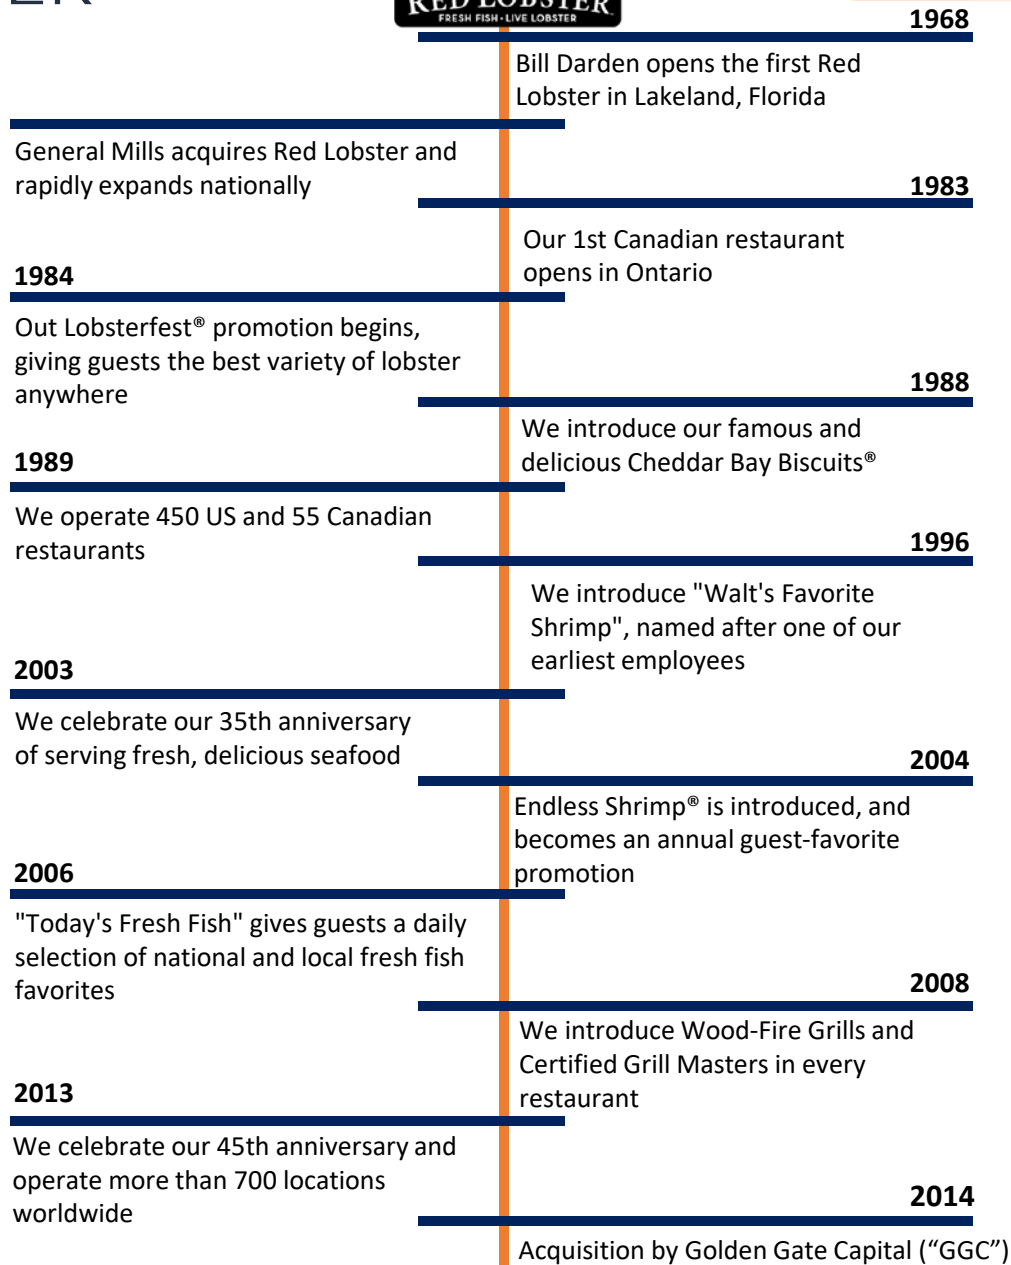 ER
RED LOBSTER
FRESH FISH • LIVE LOBSTER
1968
Bill Darden opens the first Red
Lobster in Lakeland, Florida
General Mills acquires Red Lobster and
rapidly expands nationally
1983
Our 1st Canadian restaurant
opens in Ontario
1984
Out Lobsterfest® promotion begins,
giving guests the best variety of lobster
anywhere
1988
We introduce our famous and
delicious Cheddar Bay Biscuits®
1989
We operate 450 US and 55 Canadian
restaurants
1996
We introduce "Walt's Favorite
Shrimp", named after one of our
earliest employees
2003
We celebrate our 35th anniversary
of serving fresh, delicious seafood
2004
Endless Shrimp® is introduced, and
becomes an annual guest-favorite
promotion
2006
"Today's Fresh Fish" gives guests a daily
selection of national and local fresh fish
favorites
2008
We introduce Wood-Fire Grills and
Certified Grill Masters in every
restaurant
2013
We celebrate our 45th anniversary and
operate more than 700 locations
worldwide
2014
Acquisition by Golden Gate Capital (“GGC”)